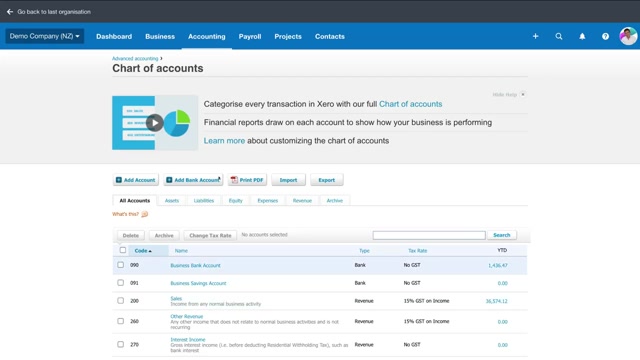 Go back to last organisation
Demo Company (NZ)
Dashboard
Business
Accounting
Payroll
Projects
Contacts
Advanced accounting ›
Chart of accounts
Hide Help
Categorise every transaction in Xero with our full Chart of accounts
Financial reports draw on each account to show how your business is performing
Learn more about customizing the chart of accounts
Add Account
Add Bank Account
Print PDF
Import
Export
All Accounts
Assets
Liabilities
Equity
Expenses
Revenue
Archive
What's this?
Delete
Archive
Change Tax Rate
No accounts selected
Search
Code
Name
Type
Tax Rate
YTD
090 Business Bank Account Bank No GST 1,436.47
091 Business Savings Account Bank No GST 0.00
200 Sales Revenue 15% GST on Income 36,574.12
Income from any normal business activity
260 Other Revenue Revenue 15% GST on Income 0.00
Any other income that does not relate to normal business activities and is not
recurring
270 Interest Income Revenue No GST 0.00
Gross interest income (i.e. before deducting Residential Withholding Tax), such as
bank interest